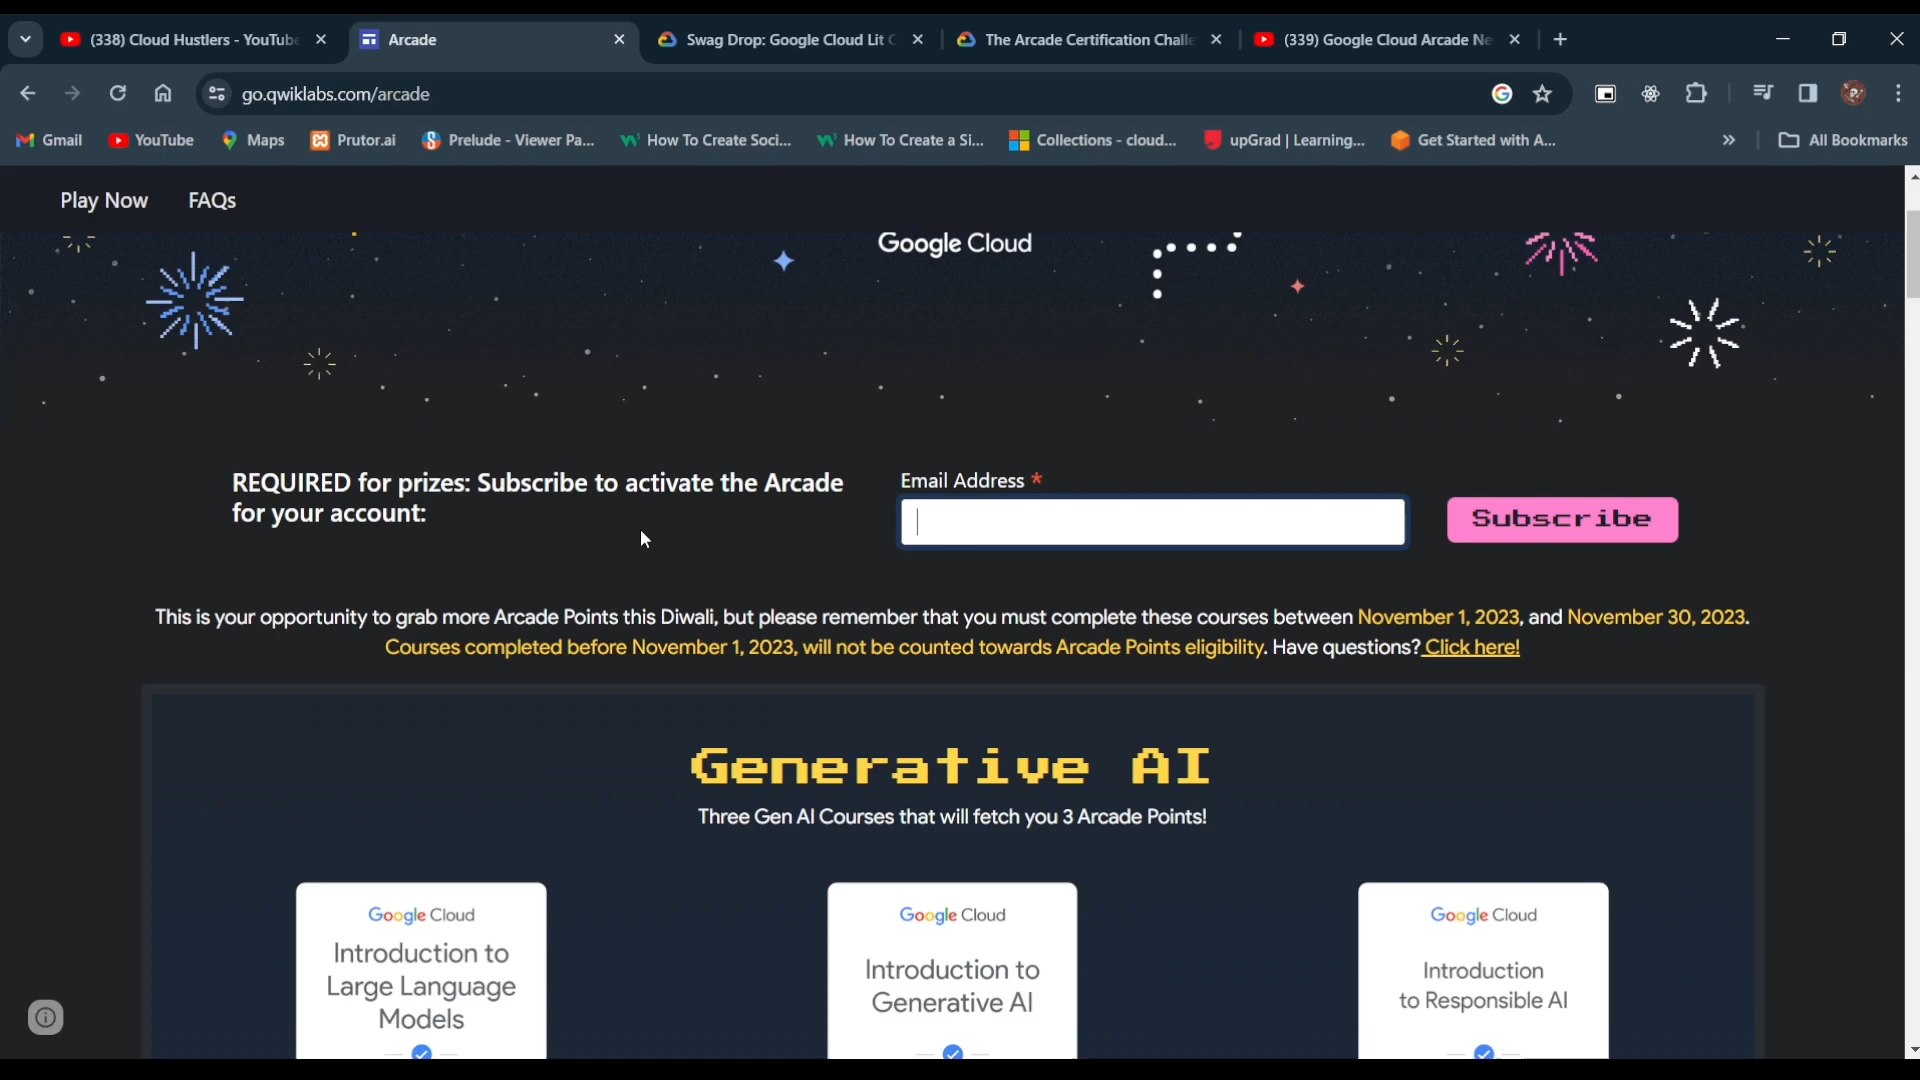 (338) Cloud Hustlers - YouTube
Arcade
Swag Drop: Google Cloud Lit
The Arcade Certification Challe
(339) Google Cloud Arcade Ne
go.qwiklabs.com/arcade
Gmail
YouTube
Maps
Prutor.ai
Prelude - Viewer Pa...
How To Create Soci...
How To Create a Si...
Collections - cloud...
upGrad | Learning...
Get Started with A...
All Bookmarks
Play Now
FAQs
Google Cloud
REQUIRED for prizes: Subscribe to activate the Arcade
for your account:
Email Address *
Subscribe
This is your opportunity to grab more Arcade Points this Diwali, but please remember that you must complete these courses between November 1, 2023, and November 30, 2023.
Courses completed before November 1, 2023, will not be counted towards Arcade Points eligibility. Have questions? Click here!
Generative AI
Three Gen AI Courses that will fetch you 3 Arcade Points!
Google Cloud
Introduction to
Large Language
Models
Google Cloud
Introduction to
Generative AI
Google Cloud
Introduction
to Responsible AI